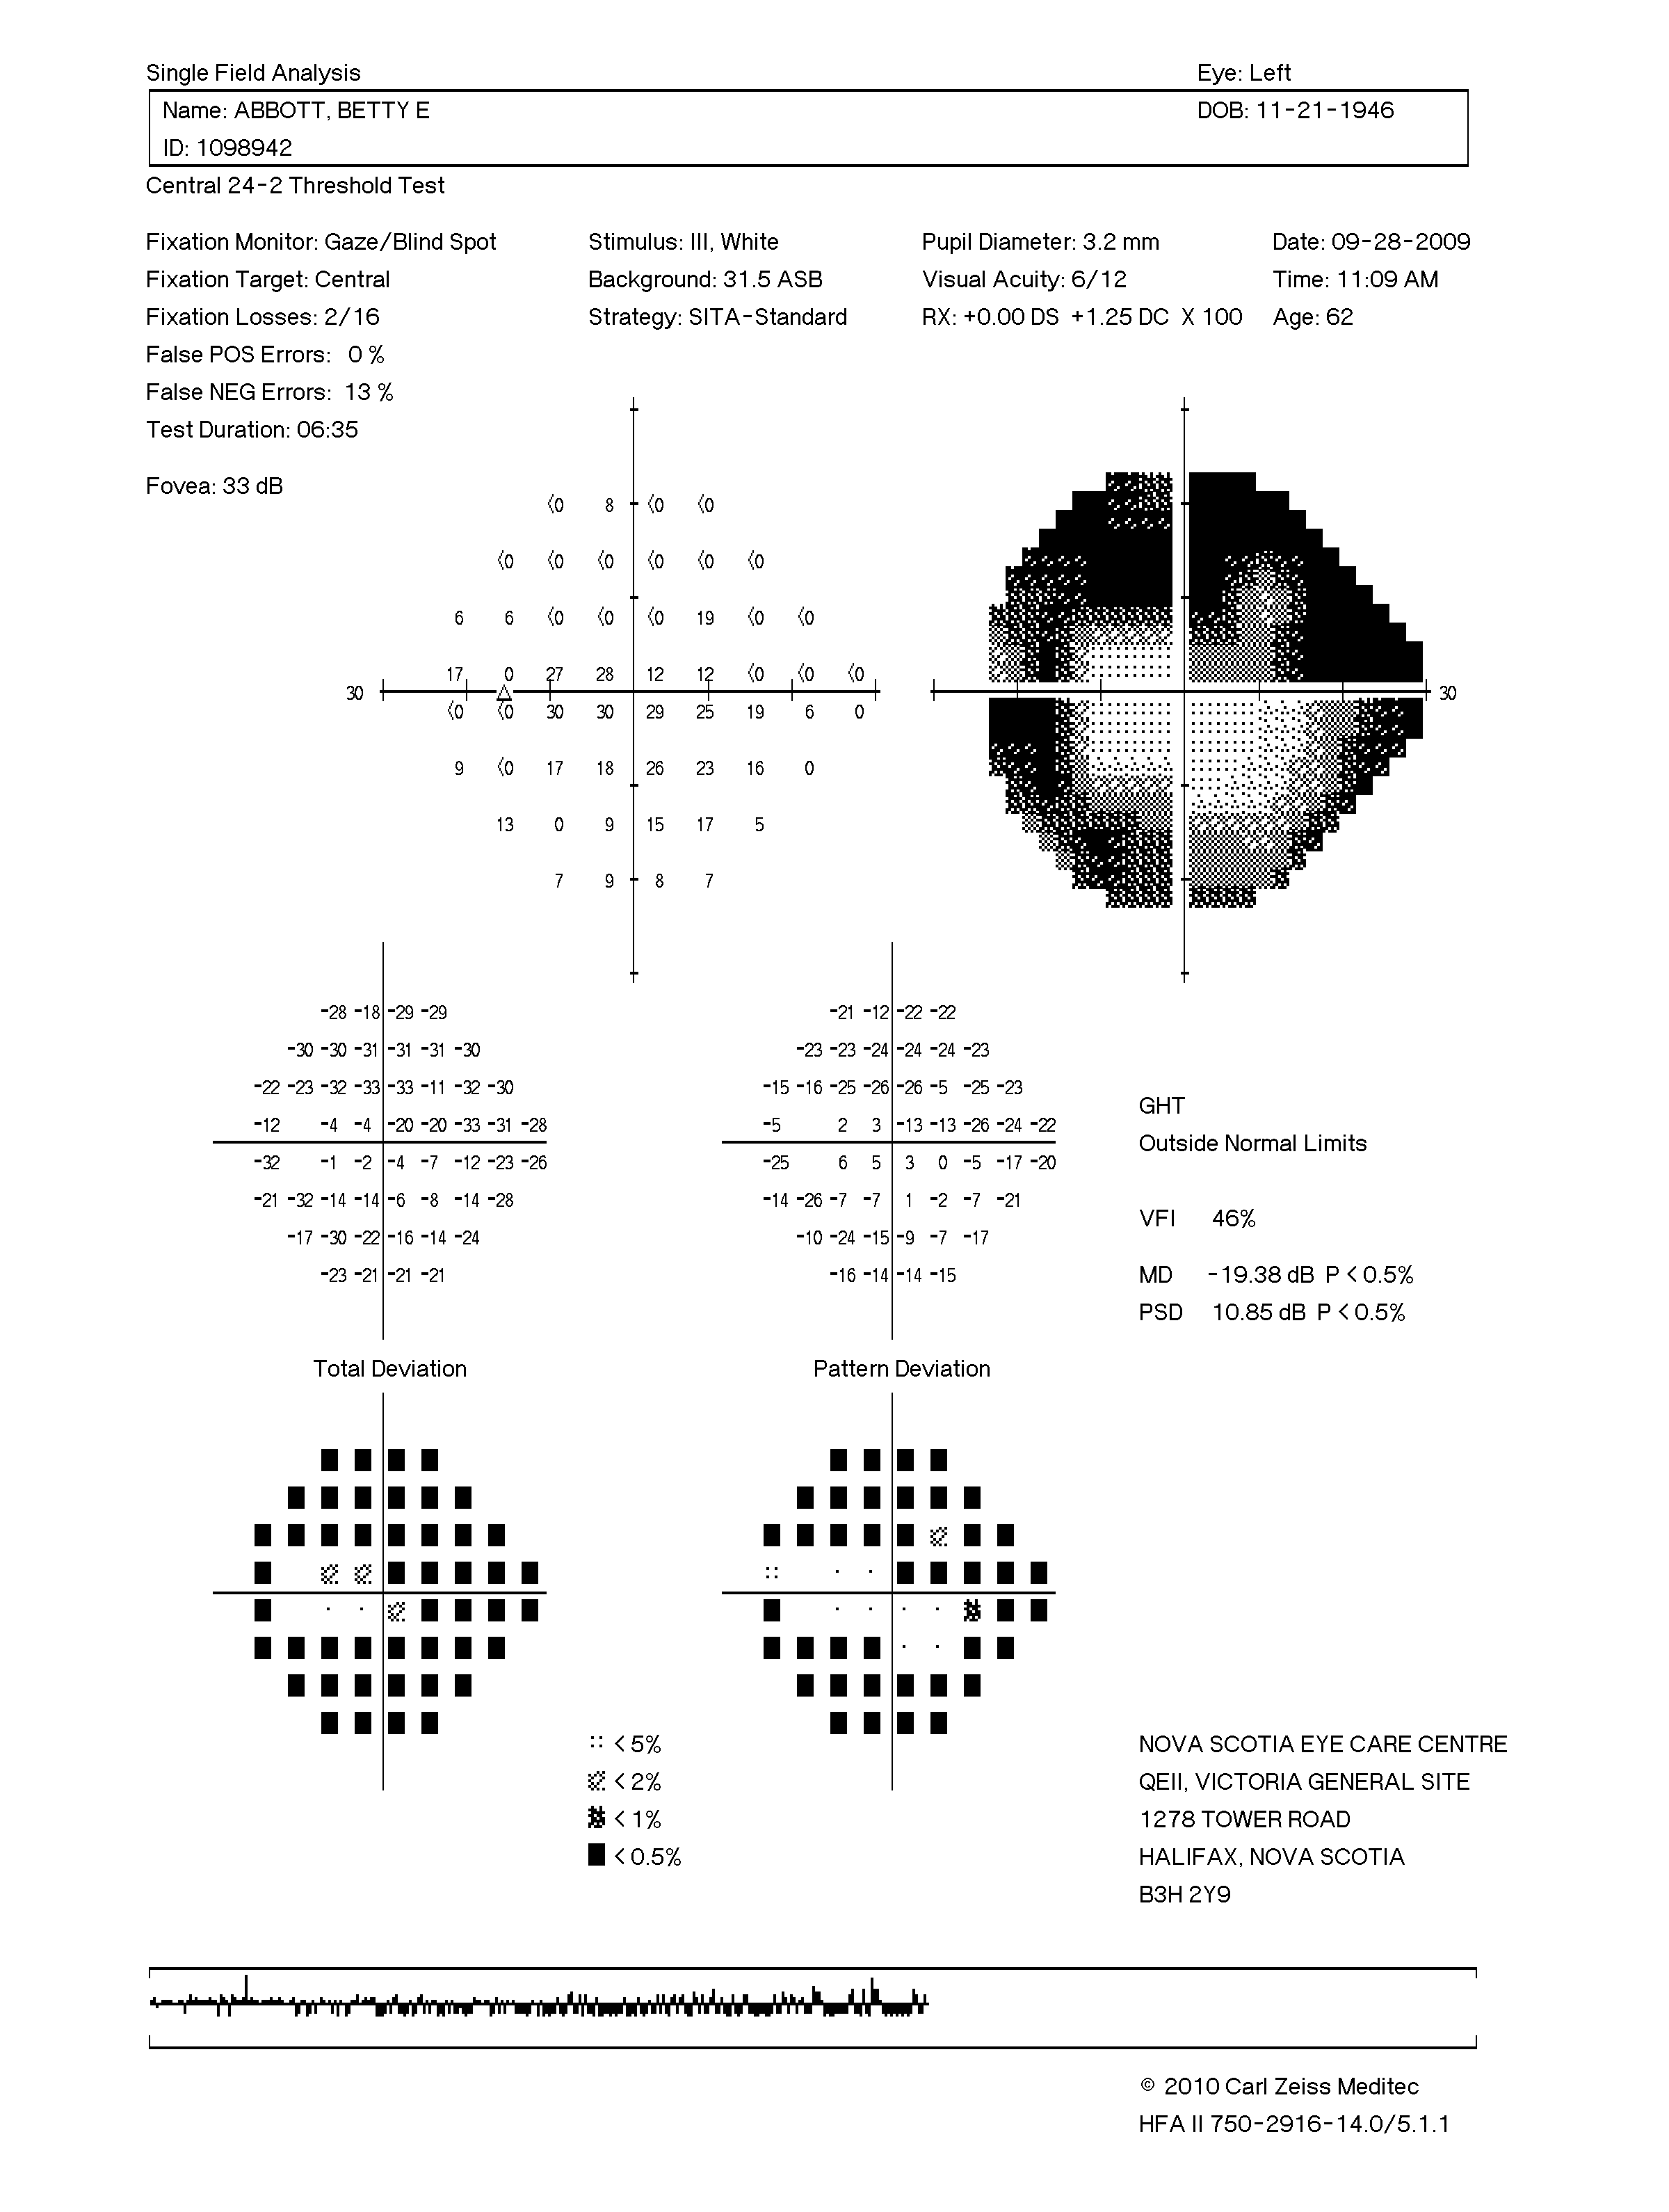 Single Field Analysis Eye: Left
Name: ABBOTT, BETTY E DOB: 11-21-1946
ID: 1098942
Central 24-2 Threshold Test
Fixation Monitor: Gaze/Blind Spot Stimulus: III, White Pupil Diameter: 3.2 mm Date: 09-28-2009
Fixation Target: Central Background: 31.5 ASB Visual Acuity: 6/12 Time: 11:09 AM
Fixation Losses: 2/16 Strategy: SITA-Standard RX: +0.00 DS +1.25 DC X 100 Age: 62
False POS Errors: 0 %
False NEG Errors: 13 %
Test Duration: 06:35
Fovea: 33 dB
<0 8 <0 <0
<0 <0 <0 <0 <0 <0
6 6 <0 <0 <0 19 <0 <0
17 0 27 28 12 12 <0 <0 <0
30 30
<0 <0 30 30 29 25 19 6 0
9 <0 17 18 26 23 16 0
13 0 9 15 17 5
7 9 8 7
-28 -18 -29 -29 -21 -12 -22 -22
-30 -30 -31 -31 -31 -30 -23 -23 -24 -24 -24 -23
-22 -23 -32 -33 -33 -11 -32 -30 -15 -16 -25 -26 -26 -5 -25 -23
GHT
-12 -4 -4 -20 -20 -33 -31 -28 -5 2 3 -13 -13 -26 -24 -22
Outside Normal Limits
-32 -1 -2 -4 -7 -12 -23 -26 -25 6 5 3 0 -5 -17 -20
-21 -32 -14 -14 -6 -8 -14 -28 -14 -26 -7 -7 1 -2 -7 -21
VFI 46%
-17 -30 -22 -16 -14 -24 -10 -24 -15 -9 -7 -17
-23 -21 -21 -21 -16 -14 -14 -15
MD -19.38 dB P < 0.5%
PSD 10.85 dB P < 0.5%
Total Deviation Pattern Deviation
< 5%
< 2%
< 1%
< 0.5%
NOVA SCOTIA EYE CARE CENTRE
QEII, VICTORIA GENERAL SITE
1278 TOWER ROAD
HALIFAX, NOVA SCOTIA
B3H 2Y9
© 2010 Carl Zeiss Meditec
HFA II 750-2916-14.0/5.1.1